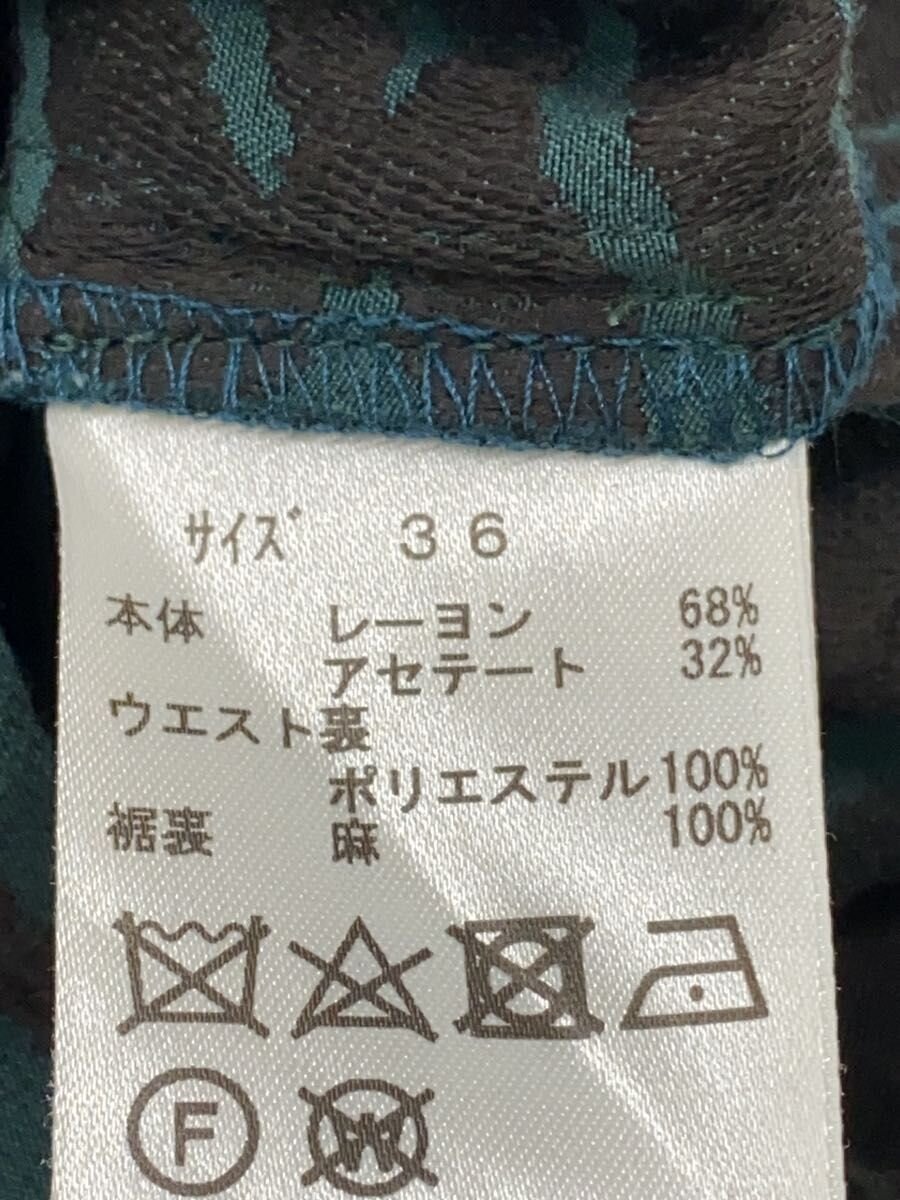 サイズ 36
本体 レーヨン 68%
アセテート 32%
ウエスト裏
ポリエステル 100%
裾裏 麻 100%
F
W